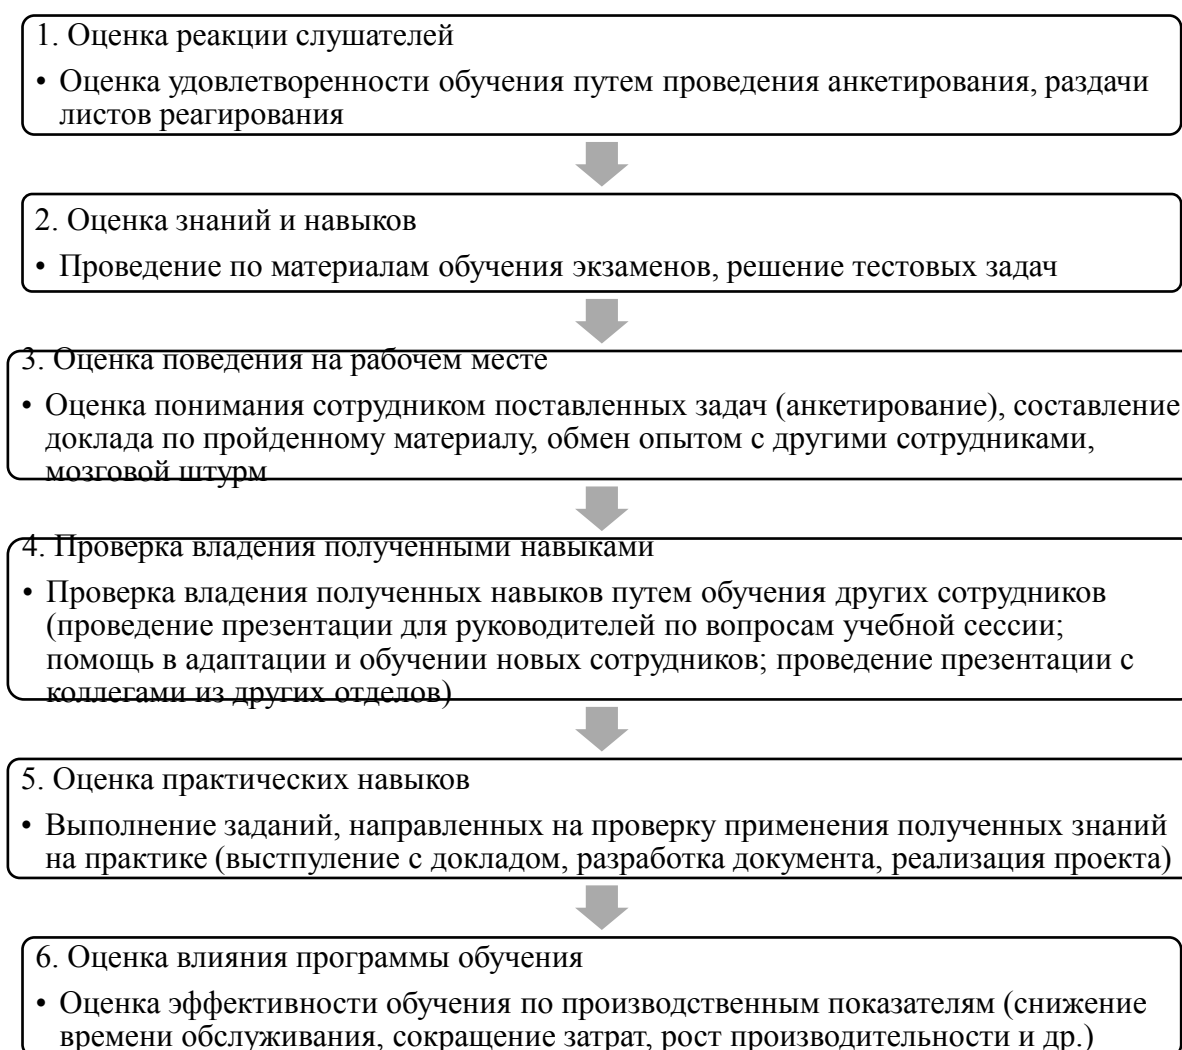 1. Оценка реакции слушателей
• Оценка удовлетворенности обучения путем проведения анкетирования, раздачи
листов реагирования
2. Оценка знаний и навыков
• Проведение по материалам обучения экзаменов, решение тестовых задач
3. Оценка поведения на рабочем месте
• Оценка понимания сотрудником поставленных задач (анкетирование), составление
доклада по пройденному материалу, обмен опытом с другими сотрудниками,
мозговой штурм
4. Проверка владения полученными навыками
• Проверка владения полученных навыков путем обучения других сотрудников
(проведение презентации для руководителей по вопросам учебной сессии;
помощь в адаптации и обучении новых сотрудников; проведение презентации с
коллегами из других отделов)
5. Оценка практических навыков
• Выполнение заданий, направленных на проверку применения полученных знаний
на практике (выстпуление с докладом, разработка документа, реализация проекта)
6. Оценка влияния программы обучения
• Оценка эффективности обучения по производственным показателям (снижение
времени обслуживания, сокращение затрат, рост производительности и др.)